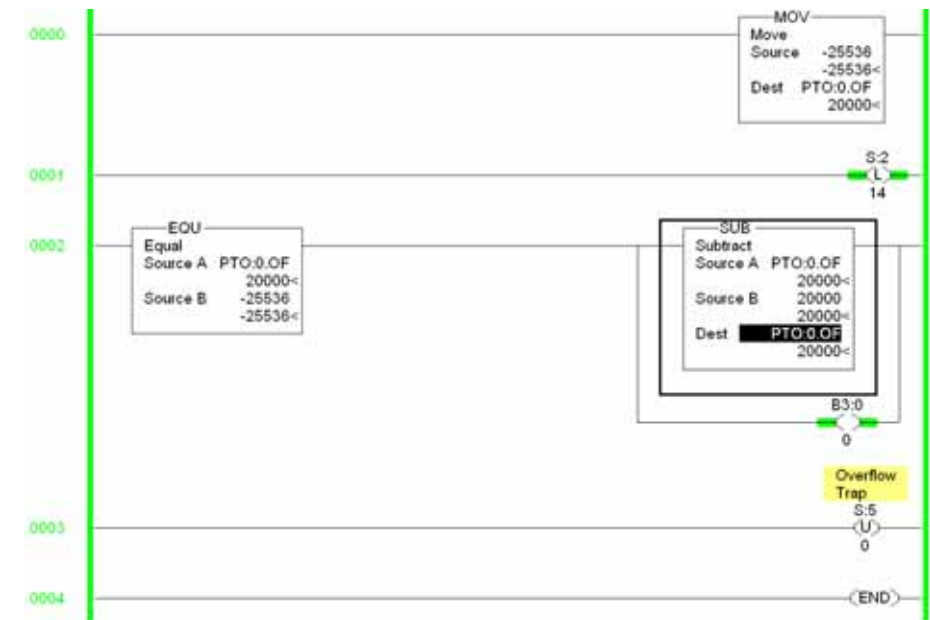 0000
MOV
Move
Source -25536
-25536<
Dest PTO:0.OF
20000<
0001
S:2
L
14
0002
EQU
Equal
Source A PTO:0.OF
20000<
Source B -25536
-25536<
SUB
Subtract
Source A PTO:0.OF
20000<
Source B 20000
20000<
Dest PTO:0.OF
20000<
B3:0
0
Overflow
Trap
0003
S:5
U
0
0004
END